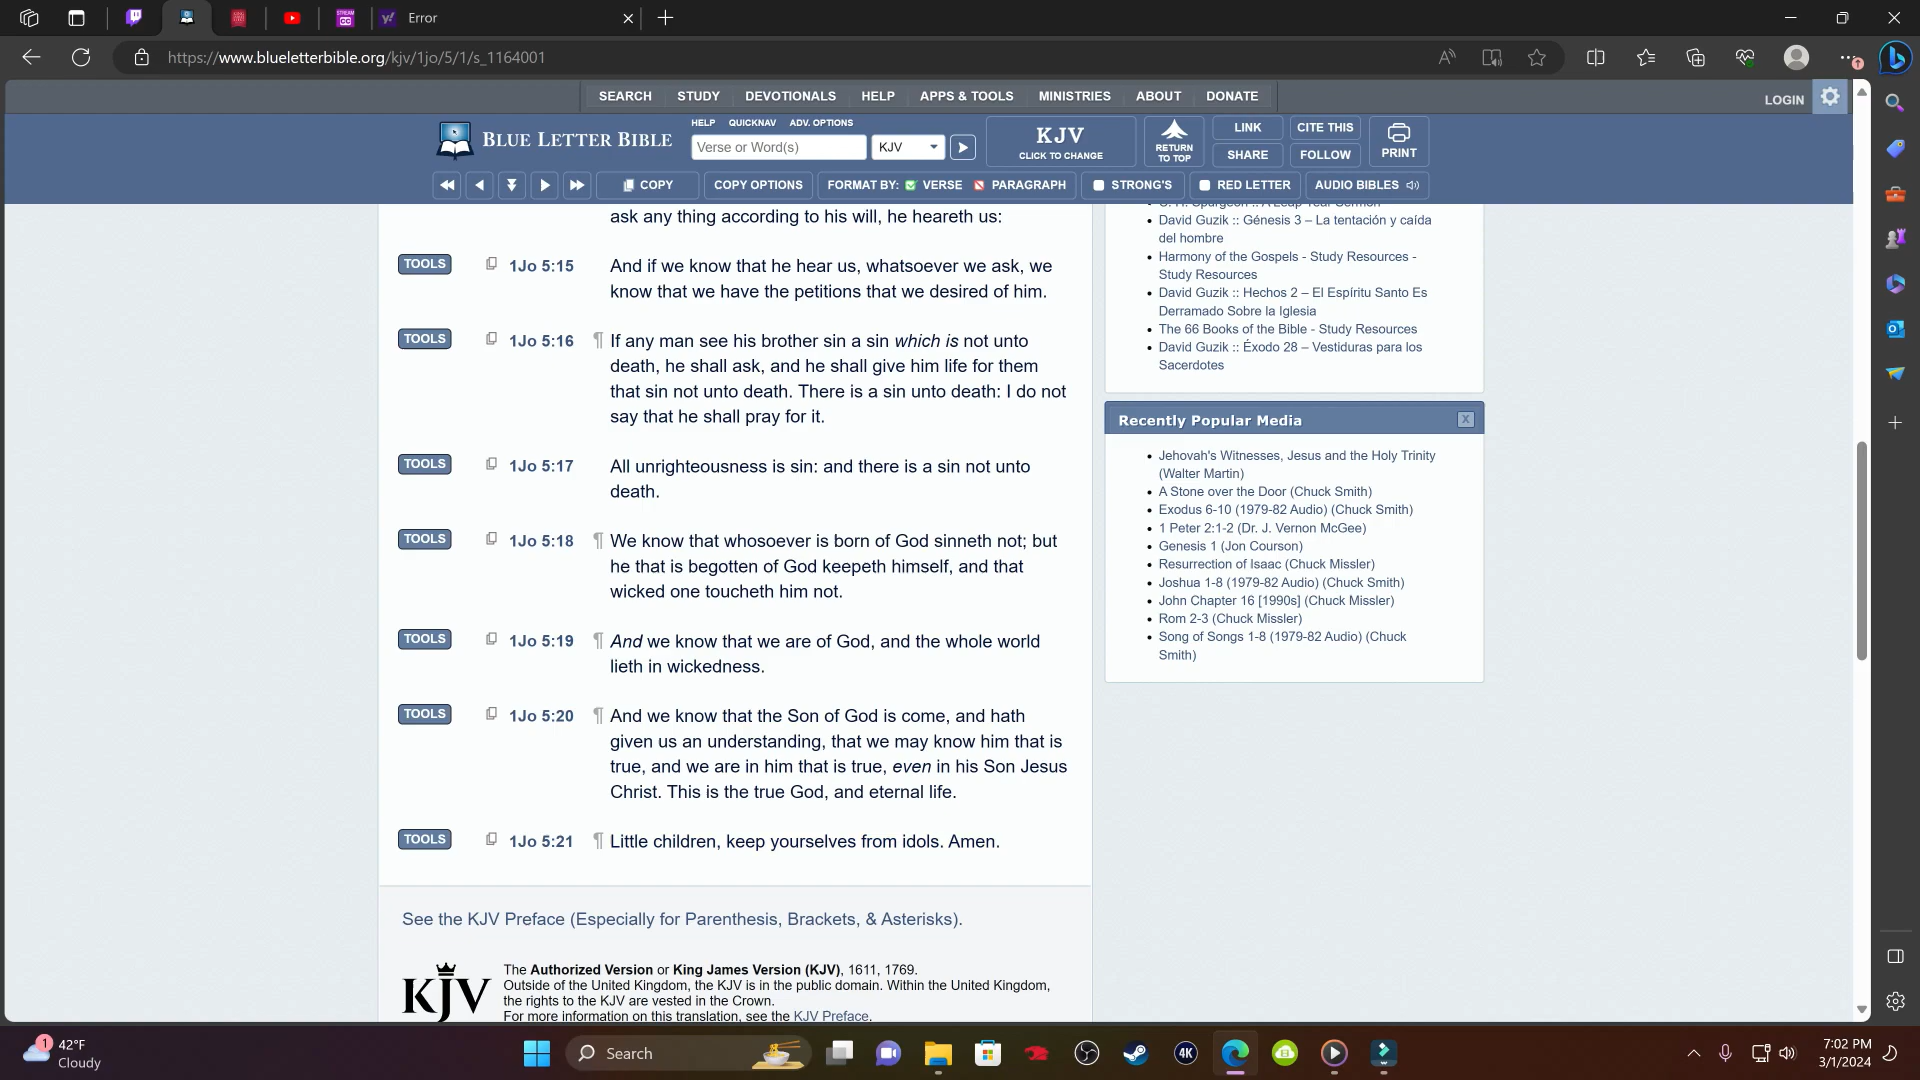 Error
https://www.blueletterbible.org/kjv/1jo/5/1/s_1164001
SEARCH STUDY DEVOTIONALS HELP APPS & TOOLS MINISTRIES ABOUT DONATE
LOGIN
BLUE LETTER BIBLE
HELP QUICKNAV ADV. OPTIONS
Verse or Word(s)
KJV
KJV
CLICK TO CHANGE
RETURN
TO TOP
LINK
CITE THIS
SHARE
FOLLOW
PRINT
COPY
COPY OPTIONS
FORMAT BY: VERSE PARAGRAPH
STRONG'S
RED LETTER
AUDIO BIBLES
ask any thing according to his will, he heareth us:
TOOLS 1Jo 5:15 And if we know that he hear us, whatsoever we ask, we
know that we have the petitions that we desired of him.
TOOLS 1Jo 5:16 ¶ If any man see his brother sin a sin which is not unto
death, he shall ask, and he shall give him life for them
that sin not unto death. There is a sin unto death: I do not
say that he shall pray for it.
TOOLS 1Jo 5:17 All unrighteousness is sin: and there is a sin not unto
death.
TOOLS 1Jo 5:18 ¶ We know that whosoever is born of God sinneth not; but
he that is begotten of God keepeth himself, and that
wicked one toucheth him not.
TOOLS 1Jo 5:19 ¶ And we know that we are of God, and the whole world
lieth in wickedness.
TOOLS 1Jo 5:20 ¶ And we know that the Son of God is come, and hath
given us an understanding, that we may know him that is
true, and we are in him that is true, even in his Son Jesus
Christ. This is the true God, and eternal life.
TOOLS 1Jo 5:21 ¶ Little children, keep yourselves from idols. Amen.
See the KJV Preface (Especially for Parenthesis, Brackets, & Asterisks).
KJV
The Authorized Version or King James Version (KJV), 1611, 1769.
Outside of the United Kingdom, the KJV is in the public domain. Within the United Kingdom,
the rights to the KJV are vested in the Crown.
For more information on this translation, see the KJV Preface.
David Guzik :: Génesis 3 – La tentación y caída
del hombre
Harmony of the Gospels - Study Resources -
Study Resources
David Guzik :: Hechos 2 – El Espíritu Santo Es
Derramado Sobre la Iglesia
The 66 Books of the Bible - Study Resources
David Guzik :: Éxodo 28 – Vestiduras para los
Sacerdotes
Recently Popular Media
X
Jehovah's Witnesses, Jesus and the Holy Trinity
(Walter Martin)
A Stone over the Door (Chuck Smith)
Exodus 6-10 (1979-82 Audio) (Chuck Smith)
1 Peter 2:1-2 (Dr. J. Vernon McGee)
Genesis 1 (Jon Courson)
Resurrection of Isaac (Chuck Missler)
Joshua 1-8 (1979-82 Audio) (Chuck Smith)
John Chapter 16 [1990s] (Chuck Missler)
Rom 2-3 (Chuck Missler)
Song of Songs 1-8 (1979-82 Audio) (Chuck
Smith)
1
42°F
Cloudy
Search
4K
7:02 PM
3/1/2024